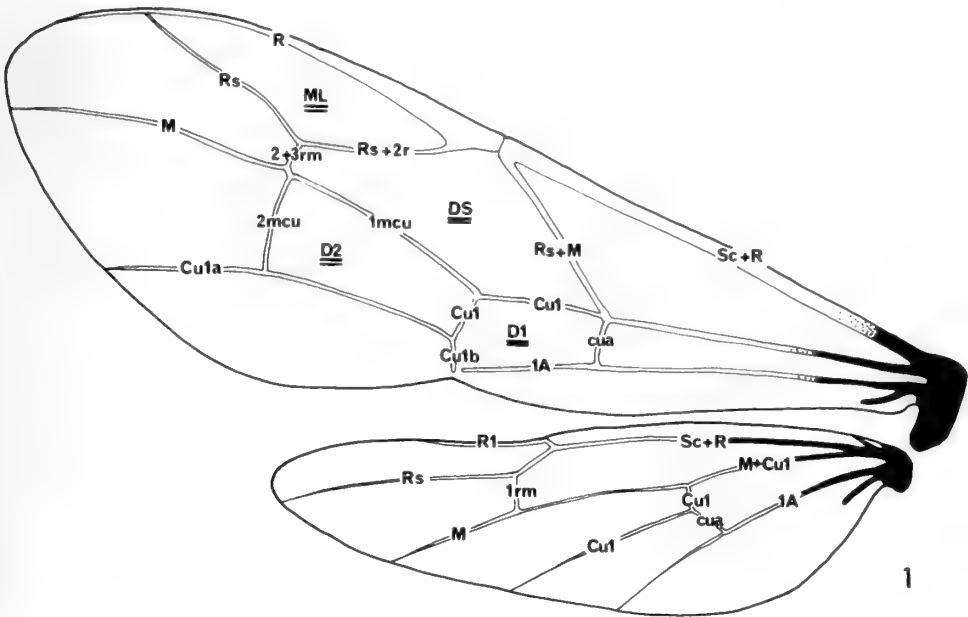 R
Rs
ML
M
2+3rm
Rs+2r
2mcu
1mcu
DS
D2
Rs+M
Sc+R
Cu1a
Cu1
Cu1
D1
cua
Cu1b
1A
R1
Sc+R
Rs
M+Cu1
1rm
Cu1
1A
cua
M
Cu1
1